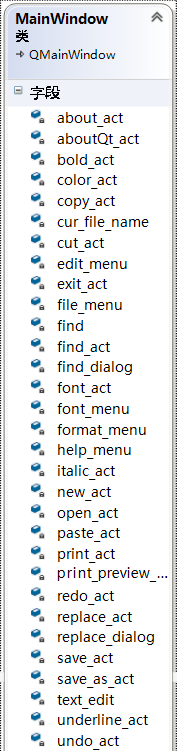 MainWindow
类
QMainWindow
字段
about_act
aboutQt_act
bold_act
color_act
copy_act
cur_file_name
cut_act
edit_menu
exit_act
file_menu
find
find_act
find_dialog
font_act
font_menu
format_menu
help_menu
italic_act
new_act
open_act
paste_act
print_act
print_preview_...
redo_act
replace_act
replace_dialog
save_act
save_as_act
text_edit
underline_act
undo_act